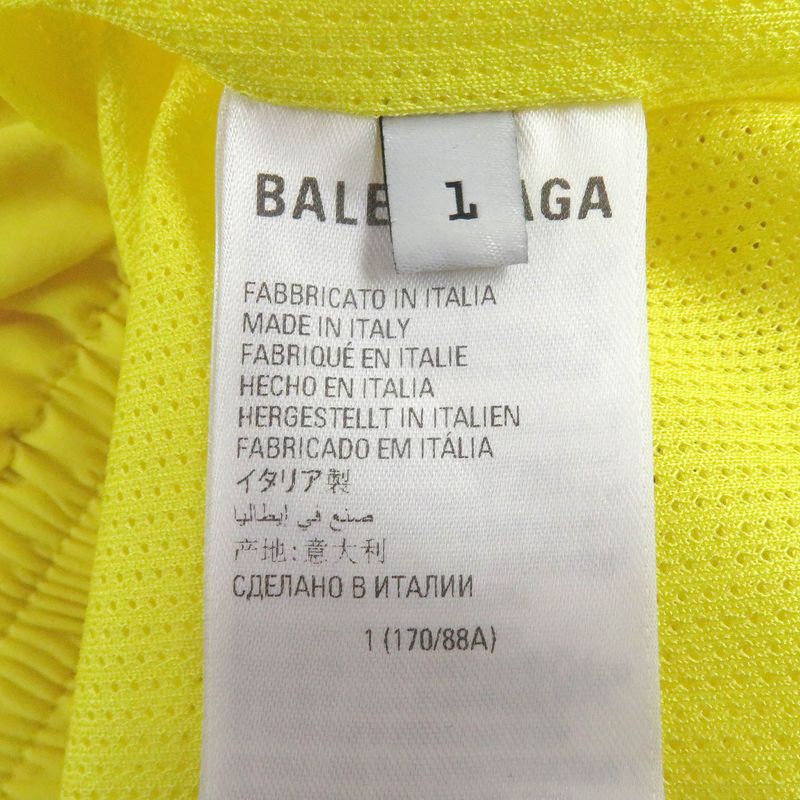 BALE AGA
1
FABBRICATO IN ITALIA
MADE IN ITALY
FABRIQUÉ EN ITALIE
HECHO EN ITALIA
HERGESTELLT IN ITALIEN
FABRICADO EM ITÁLIA
イタリア製
صنع في ايطاليا
产地:意大利
СДЕЛАНО В ИТАЛИИ
1 (170/88A)